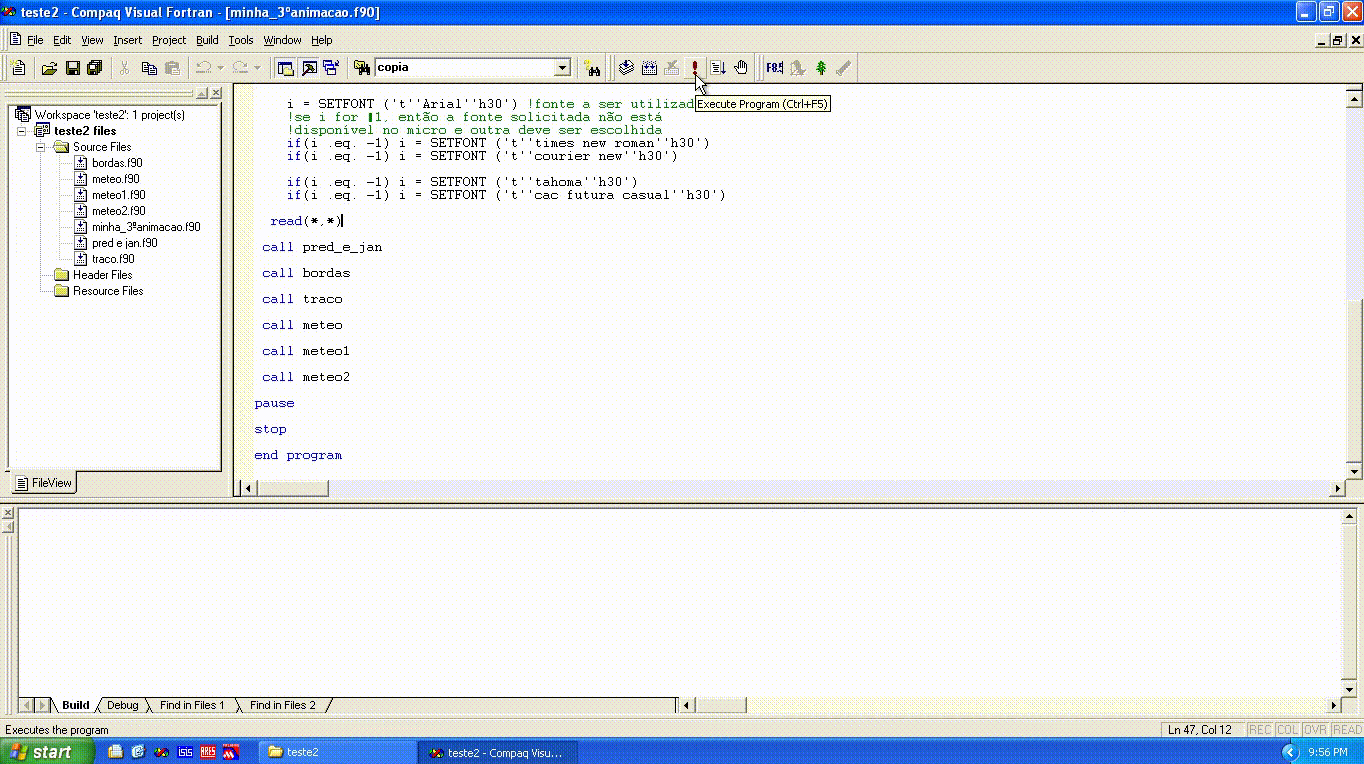 teste2 - Compaq Visual Fortran - [minha_3ºanimacao.f90]
File Edit View Insert Project Build Tools Window Help
copia
Execute Program (Ctrl+F5)
Workspace 'teste2': 1 project(s)
teste2 files
Source Files
bordas.f90
meteo.f90
meteo1.f90
meteo2.f90
minha_3ªanimacao.f90
pred e jan.f90
traco.f90
Header Files
Resource Files
FileView
i = SETFONT ('t''Arial''h30') !fonte a ser utilizad
!se i for ▮1, então a fonte solicitada não está
!disponível no micro e outra deve ser escolhida
if(i .eq. -1) i = SETFONT ('t''times new roman''h30')
if(i .eq. -1) i = SETFONT ('t''courier new''h30')
if(i .eq. -1) i = SETFONT ('t''tahoma''h30')
if(i .eq. -1) i = SETFONT ('t''cac futura casual''h30')
read(*,*)
call pred_e_jan
call bordas
call traco
call meteo
call meteo1
call meteo2
pause
stop
end program
Build Debug Find in Files 1 Find in Files 2
Executes the program
Ln 47, Col 12 REC COL OVR READ
start teste2 teste2 - Compaq Visu... 9:56 PM